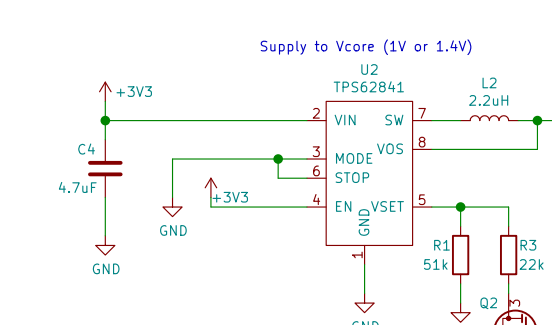 Supply to Vcore (1V or 1.4V)
U2
TPS62841
+3V3
L2
2.2uH
2 VIN SW 7
VOS 8
C4
4.7uF
3 MODE
6 STOP
+3V3
4 EN VSET 5
GND
1
GND
GND
R1
51k
R3
22k
Q2
3
GND